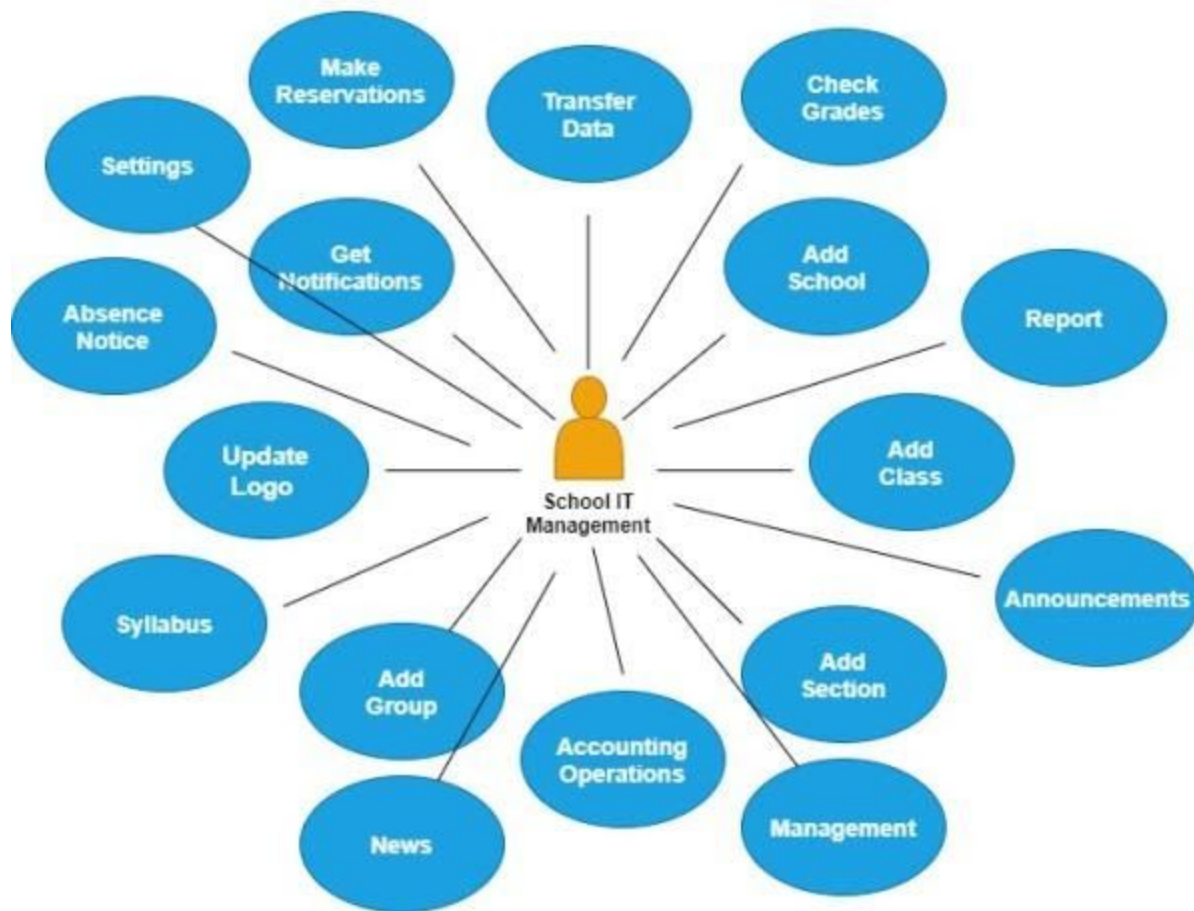 Make
Reservations
Transfer
Data
Check
Grades
Settings
Get
Notifications
Add
School
Absence
Notice
Report
Update
Logo
Add
Class
School IT
Management
Syllabus
Announcements
Add
Group
Add
Section
Accounting
Operations
News
Management